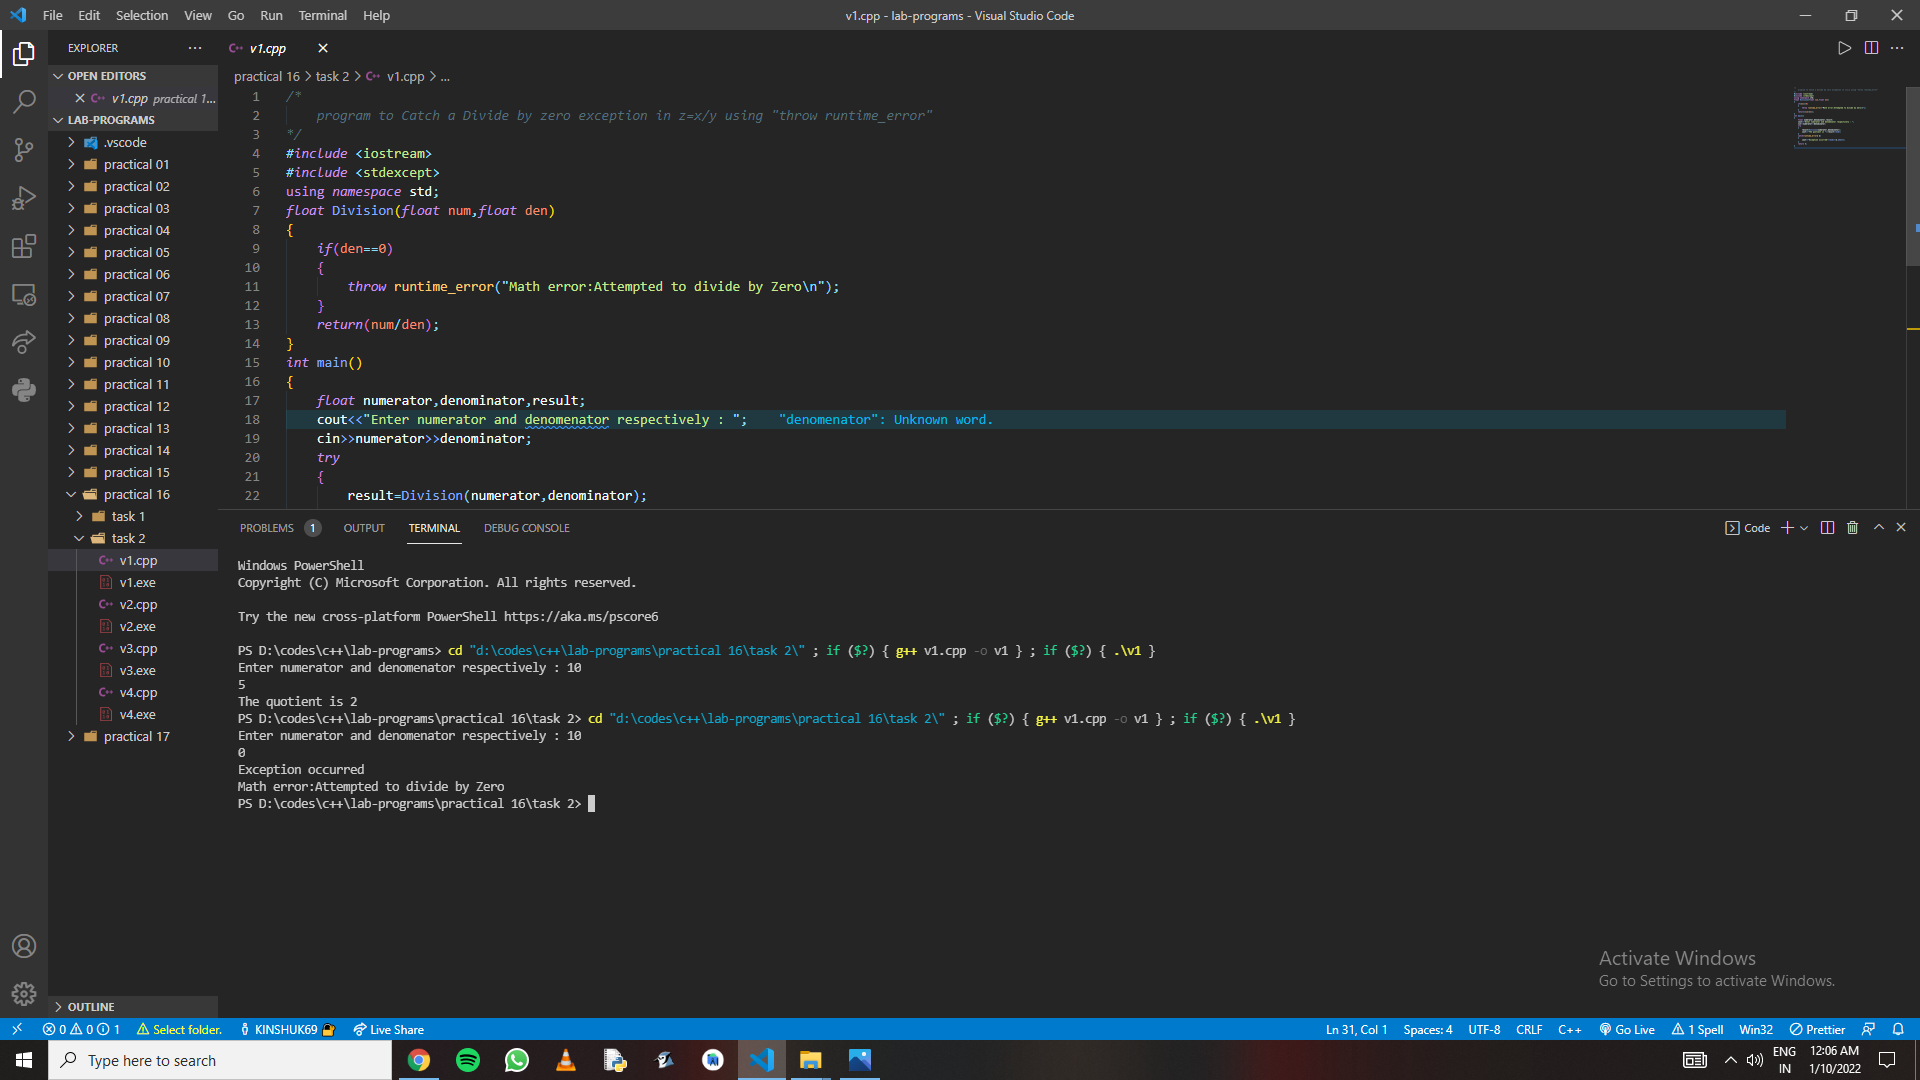 File Edit Selection View Go Run Terminal Help
v1.cpp - lab-programs - Visual Studio Code
EXPLORER
OPEN EDITORS
v1.cpp practical 1...
LAB-PROGRAMS
.vscode
practical 01
practical 02
practical 03
practical 04
practical 05
practical 06
practical 07
practical 08
practical 09
practical 10
practical 11
practical 12
practical 13
practical 14
practical 15
practical 16
task 1
task 2
v1.cpp
v1.exe
v2.cpp
v2.exe
v3.cpp
v3.exe
v4.cpp
v4.exe
practical 17
OUTLINE
v1.cpp
practical 16 > task 2 > v1.cpp > ...
1 /*
2 program to Catch a Divide by zero exception in z=x/y using "throw runtime_error"
3 */
4 #include <iostream>
5 #include <stdexcept>
6 using namespace std;
7 float Division(float num,float den)
8 {
9 if(den==0)
10 {
11 throw runtime_error("Math error:Attempted to divide by Zero\n");
12 }
13 return(num/den);
14 }
15 int main()
16 {
17 float numerator,denominator,result;
18 cout<<"Enter numerator and denomenator respectively : "; "denomenator": Unknown word.
19 cin>>numerator>>denominator;
20 try
21 {
22 result=Division(numerator,denominator);
PROBLEMS 1 OUTPUT TERMINAL DEBUG CONSOLE
Code
Windows PowerShell
Copyright (C) Microsoft Corporation. All rights reserved.
Try the new cross-platform PowerShell https://aka.ms/pscore6
PS D:\codes\c++\lab-programs> cd "d:\codes\c++\lab-programs\practical 16\task 2\" ; if ($?) { g++ v1.cpp -o v1 } ; if ($?) { .\v1 }
Enter numerator and denomenator respectively : 10
5
The quotient is 2
PS D:\codes\c++\lab-programs\practical 16\task 2> cd "d:\codes\c++\lab-programs\practical 16\task 2\" ; if ($?) { g++ v1.cpp -o v1 } ; if ($?) { .\v1 }
Enter numerator and denomenator respectively : 10
0
Exception occurred
Math error:Attempted to divide by Zero
PS D:\codes\c++\lab-programs\practical 16\task 2>
Activate Windows
Go to Settings to activate Windows.
0 0 1 Select folder. KINSHUK69 Live Share
Ln 31, Col 1 Spaces: 4 UTF-8 CRLF C++ Go Live 1 Spell Win32 Prettier
Type here to search
ENG
IN
12:06 AM
1/10/2022